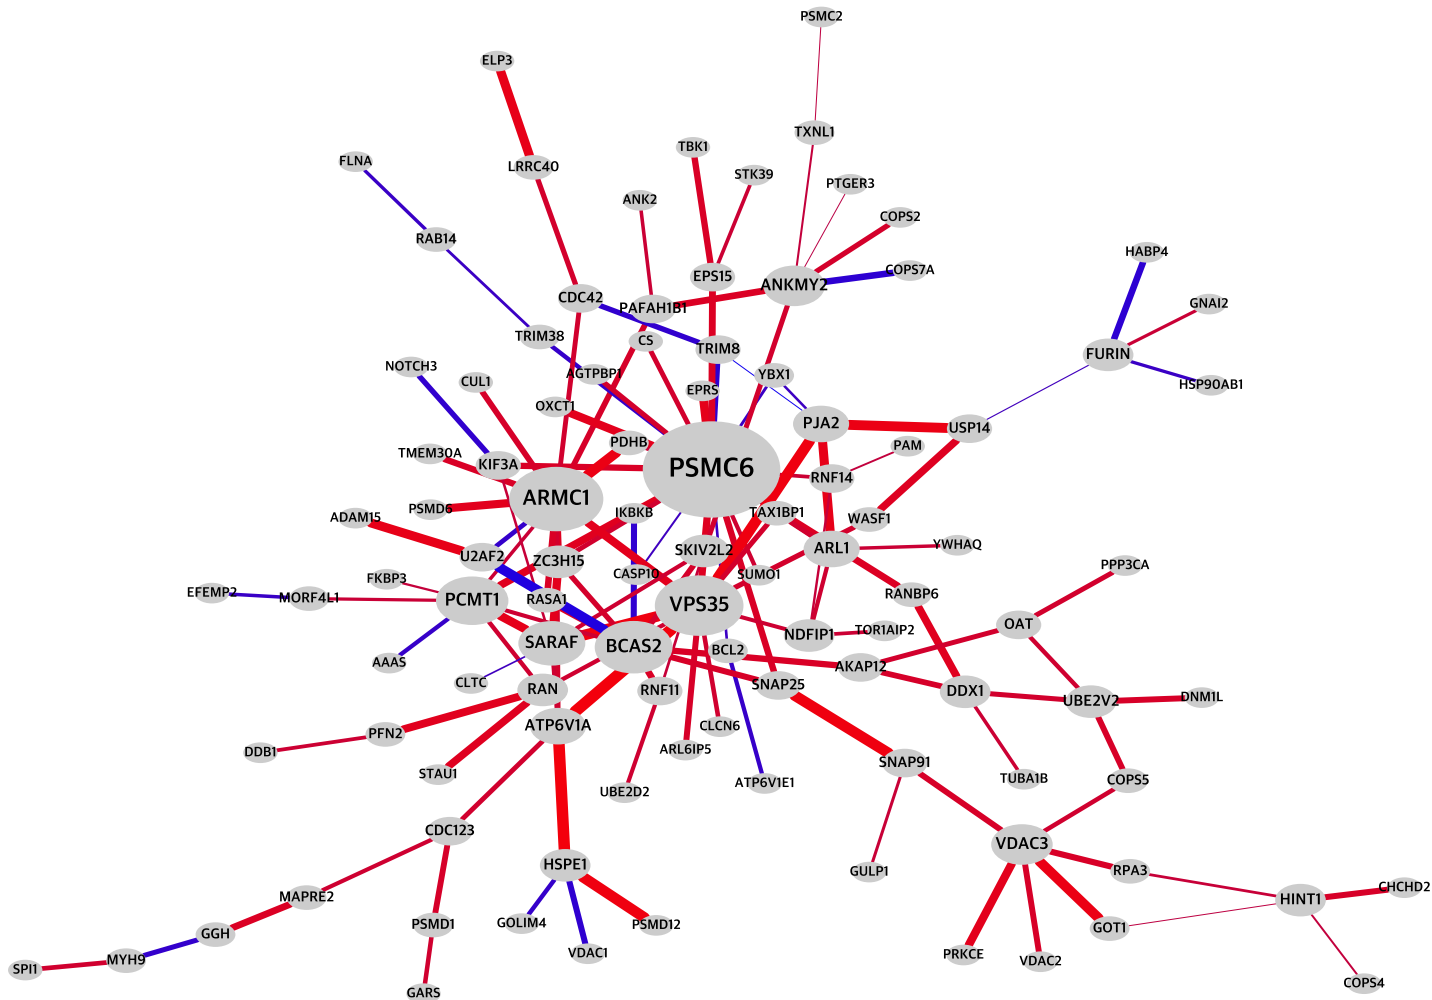 PSMC2
ELP3
TXNL1
TBK1
FLNA
LRRC40
STK39
PTGER3
ANK2
COPS2
RAB14
HABP4
COPS7A
EPS15
ANKMY2
CDC42
PAFAH1B1
GNAI2
TRIM38
CS
TRIM8
FURIN
NOTCH3
AGTPBP1
YBX1
CUL1
HSP90AB1
EPRS
OXCT1
PJA2
USP14
PDHB
PAM
TMEM30A
KIF3A
PSMC6
RNF14
ARMC1
PSMD6
IKBKB
TAX1BP1
ADAM15
WASF1
U2AF2
ZC3H15
SKIV2L2
ARL1
YWHAQ
PPP3CA
FKBP3
CASP10
SUMO1
EFEMP2
MORF4L1
PCMT1
RASA1
VPS35
RANBP6
OAT
SARAF
BCAS2
NDFIP1
TOR1AIP2
AAAS
BCL2
AKAP12
CLTC
RAN
RNF11
SNAP25
DDX1
UBE2V2
DNM1L
ATP6V1A
CLCN6
PFN2
DDB1
ARL6IP5
STAU1
SNAP91
TUBA1B
COPS5
UBE2D2
ATP6V1E1
CDC123
VDAC3
HSPE1
GULP1
RPA3
CHCHD2
MAPRE2
HINT1
GOLIM4
PSMD12
PSMD1
GOT1
GGH
VDAC1
PRKCE
VDAC2
MYH9
SPI1
COPS4
GARS